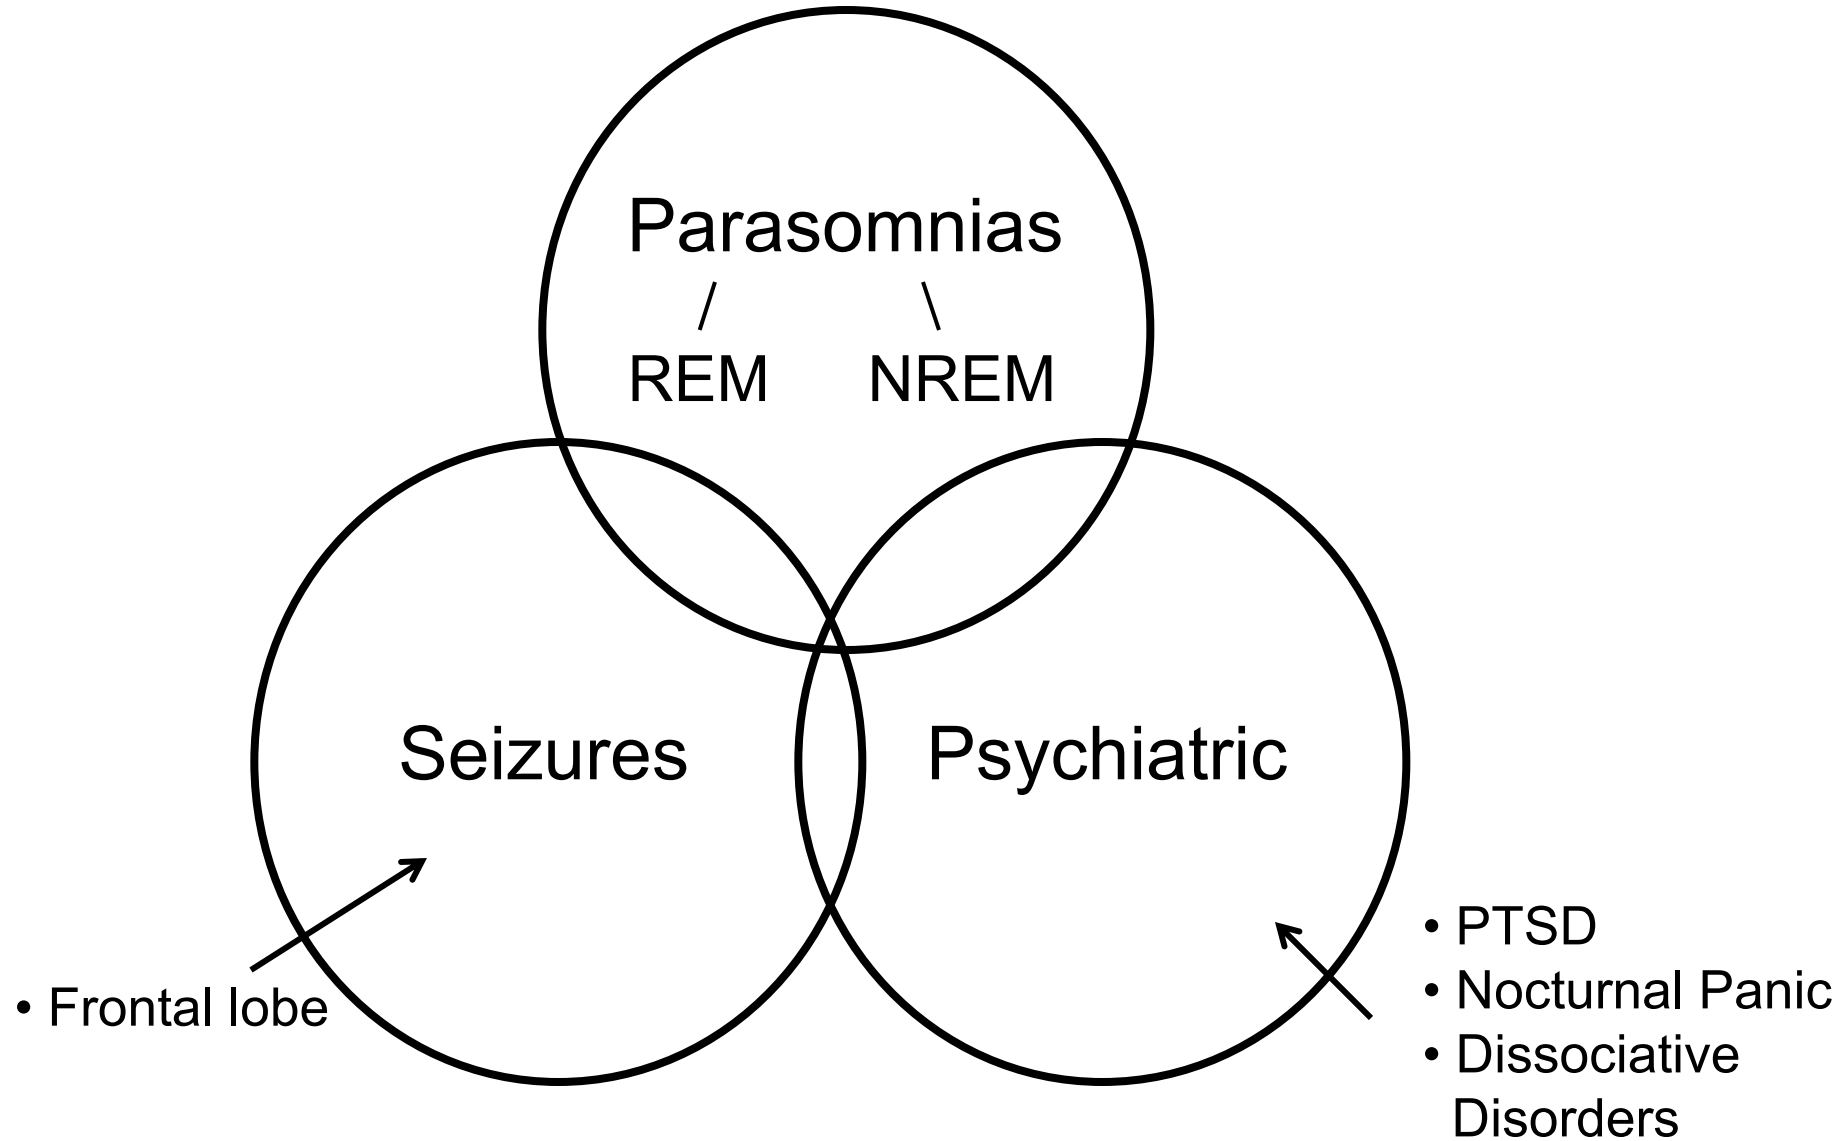 Parasomnias
REM NREM
Seizures Psychiatric
• Frontal lobe
• PTSD
• Nocturnal Panic
• Dissociative
Disorders